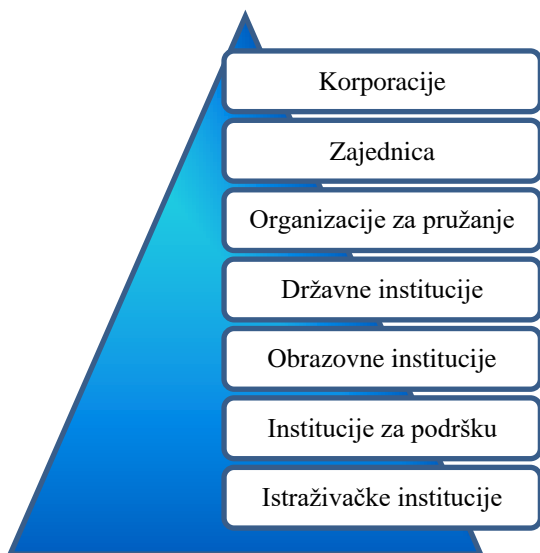 Korporacije
Zajednica
Organizacije za pružanje
Državne institucije
Obrazovne institucije
Institucije za podršku
Istraživačke institucije